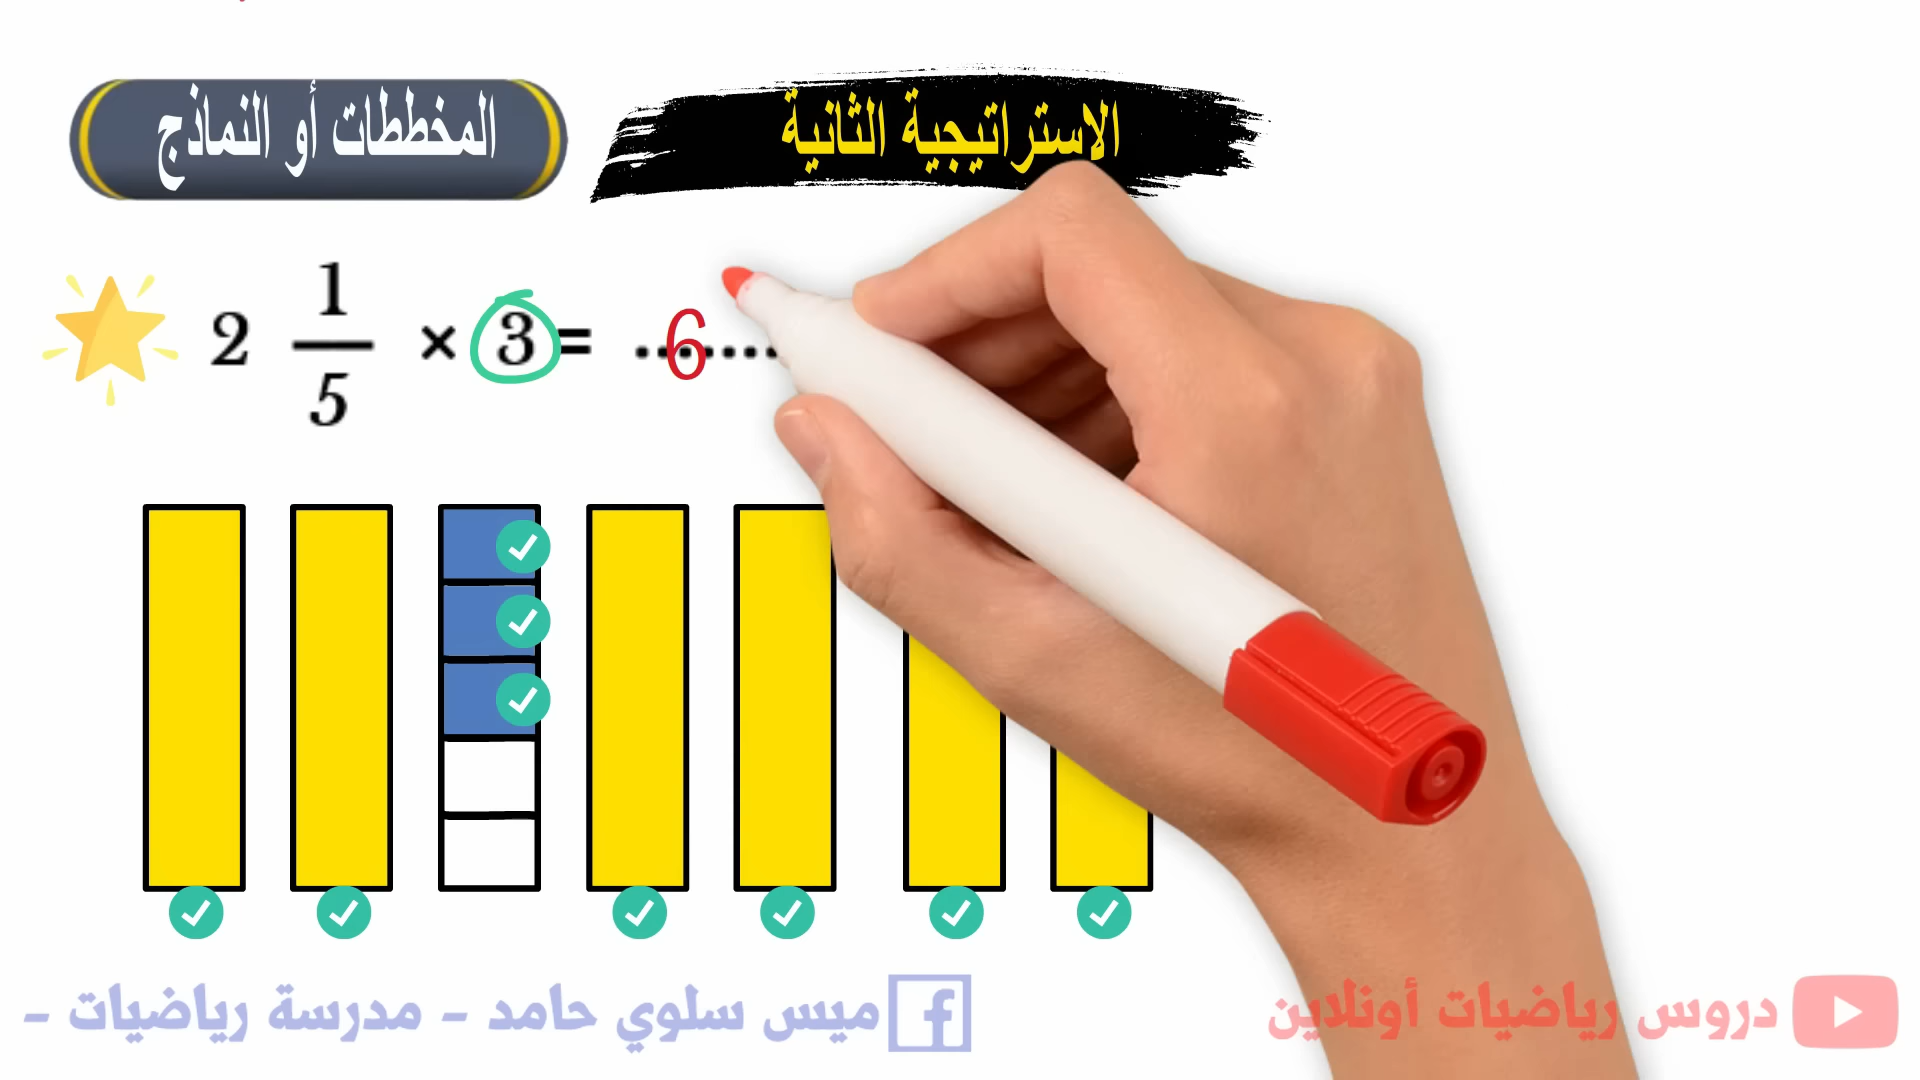 الاستراتيجية الثانية
المخططات أو النماذج
2 1/5 × 3 = ..6.....
دروس رياضيات أونلاين
ميس سلوي حامد - مدرسة رياضيات -